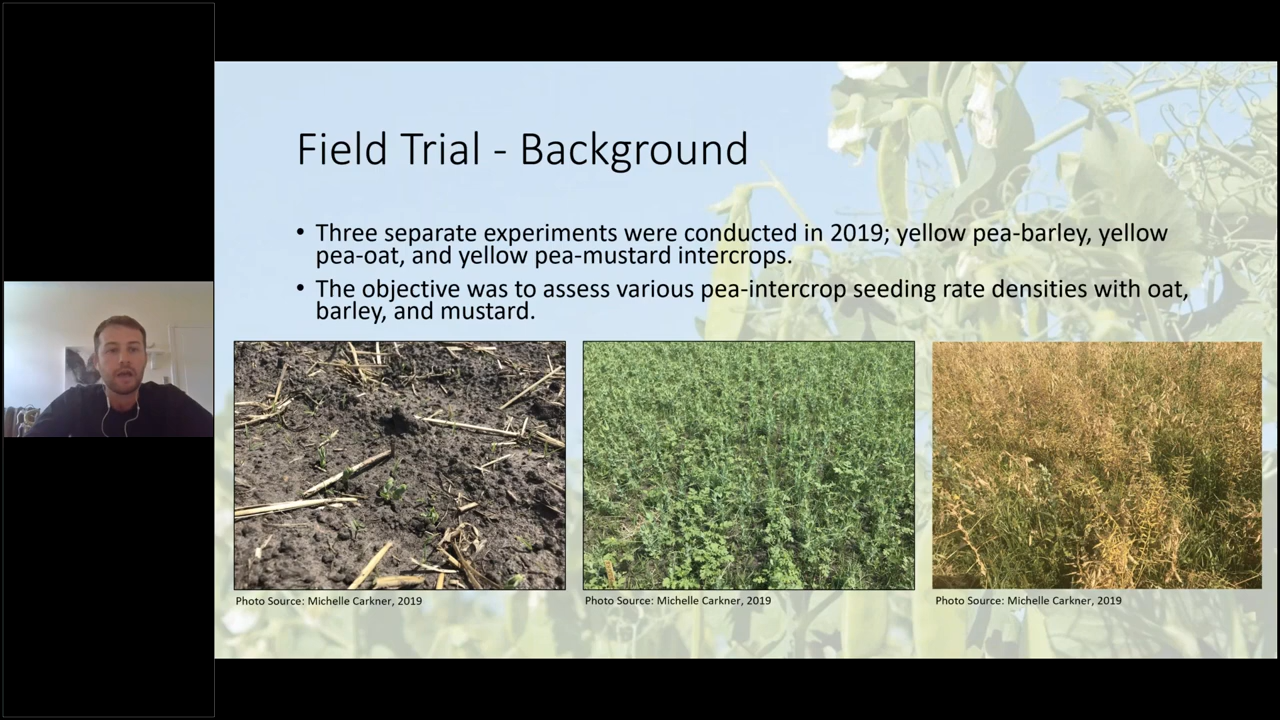 Field Trial - Background
• Three separate experiments were conducted in 2019; yellow pea-barley, yellow
pea-oat, and yellow pea-mustard intercrops.
• The objective was to assess various pea-intercrop seeding rate densities with oat,
barley, and mustard.
Photo Source: Michelle Carkner, 2019
Photo Source: Michelle Carkner, 2019
Photo Source: Michelle Carkner, 2019